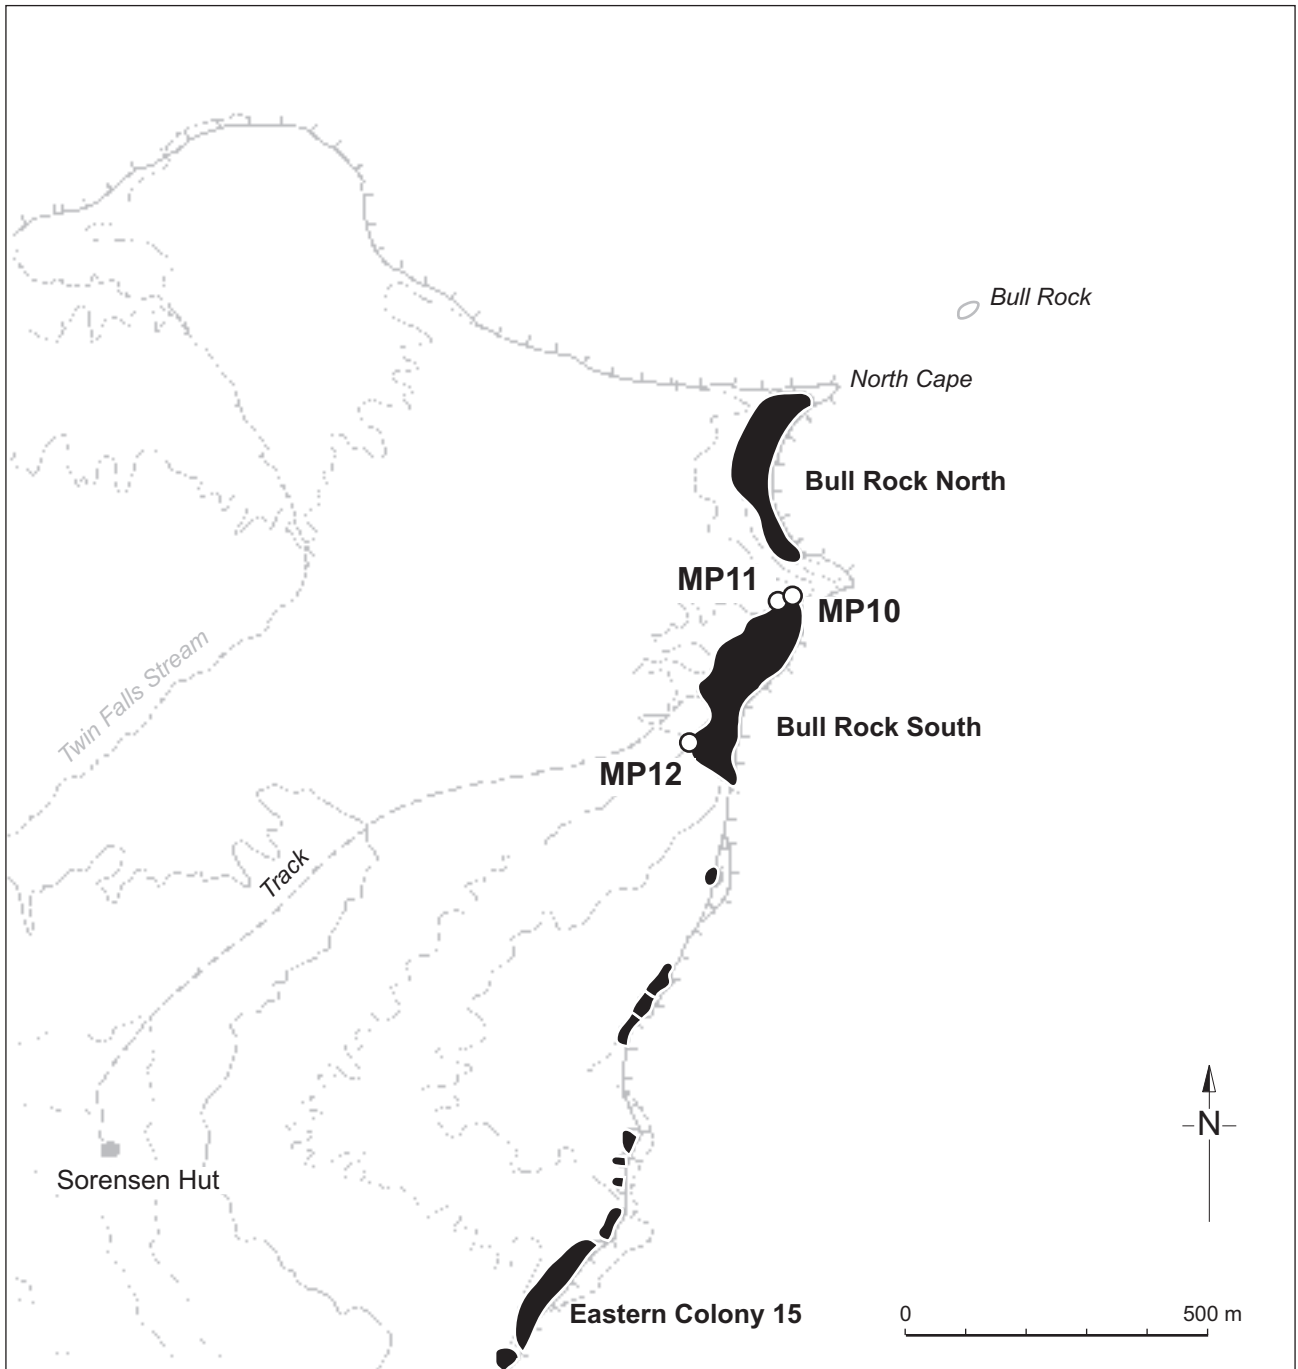 Bull Rock
North Cape
Bull Rock North
MP11
MP10
Twin Falls Stream
Bull Rock South
MP12
Track
N
Sorensen Hut
Eastern Colony 15
0 500 m